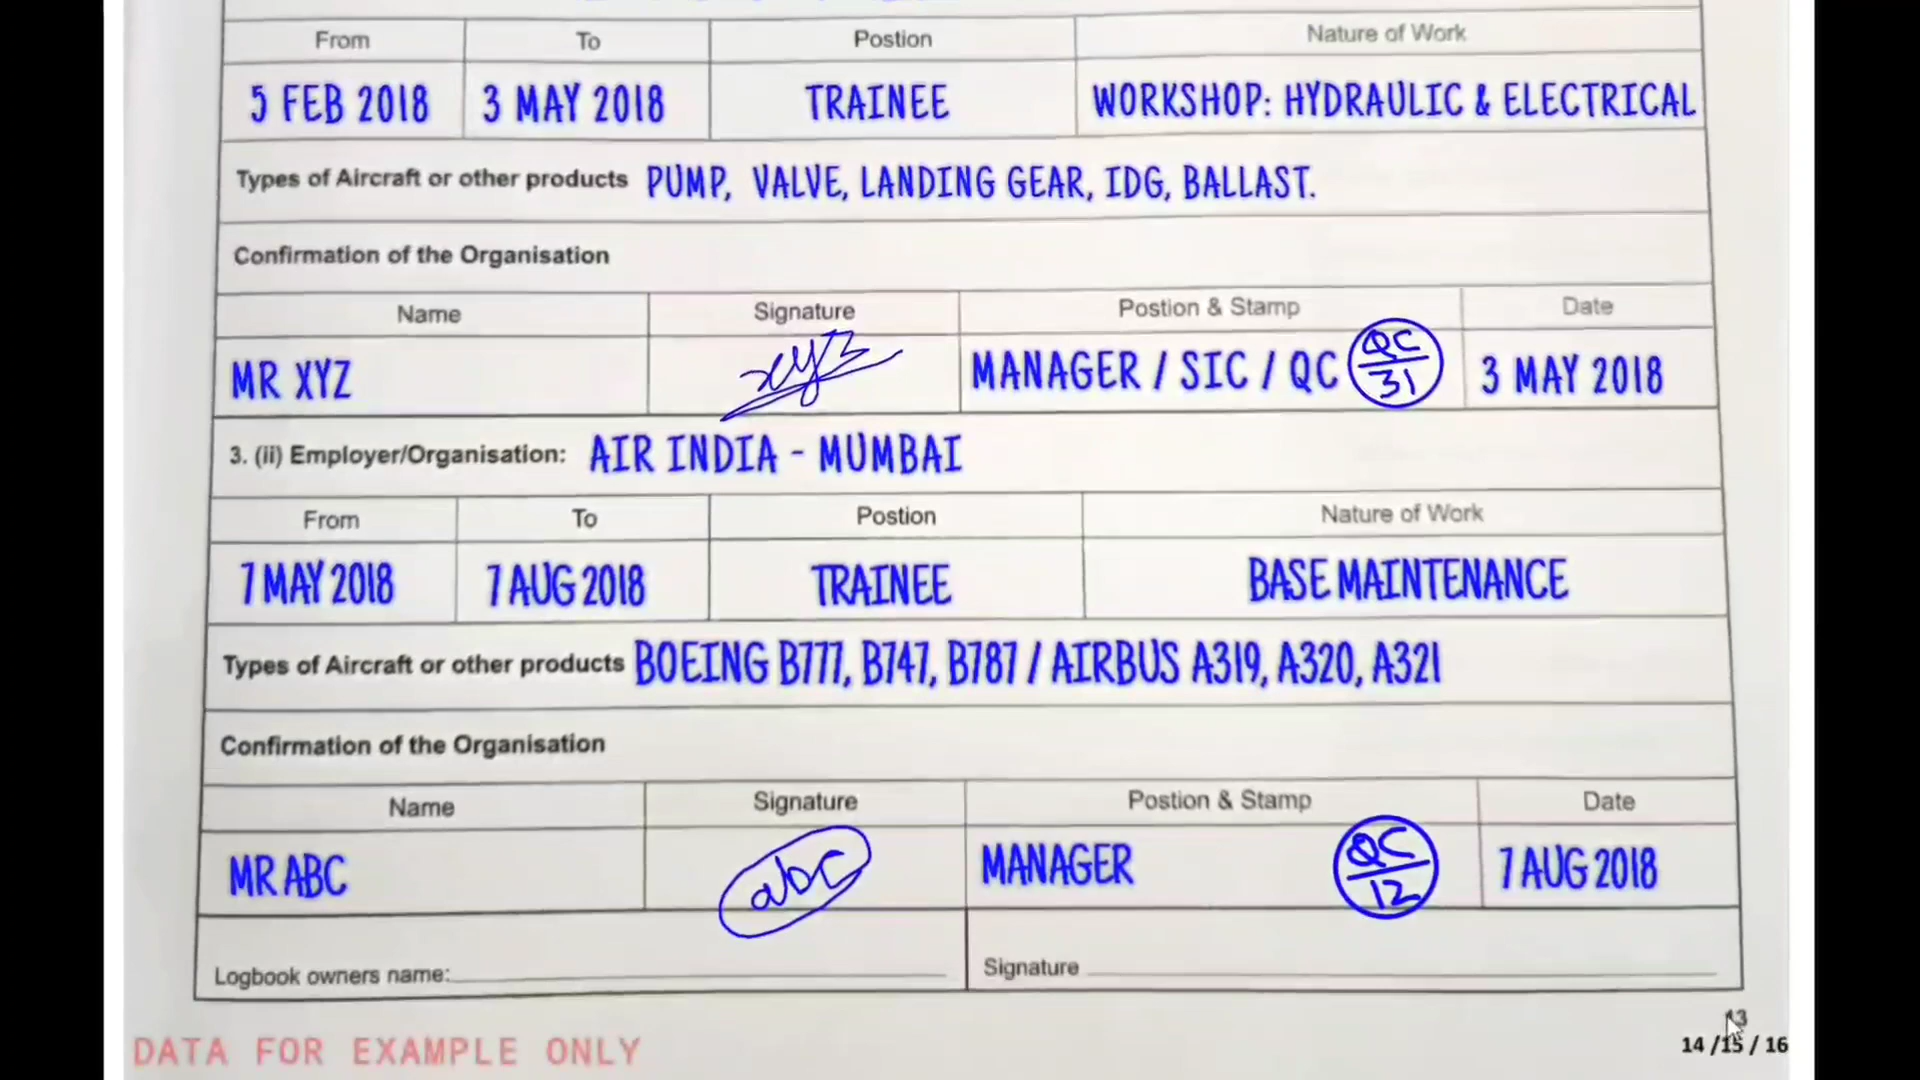 From To Postion Nature of Work
5 FEB 2018 3 MAY 2018 TRAINEE WORKSHOP: HYDRAULIC & ELECTRICAL
Types of Aircraft or other products PUMP, VALVE, LANDING GEAR, IDG, BALLAST.
Confirmation of the Organisation
Name Signature Postion & Stamp Date
MR XYZ xyz MANAGER / SIC / QC QC 31 3 MAY 2018
3. (ii) Employer/Organisation: AIR INDIA - MUMBAI
From To Postion Nature of Work
7 MAY 2018 7 AUG 2018 TRAINEE BASE MAINTENANCE
Types of Aircraft or other products BOEING B777, B747, B787 / AIRBUS A319, A320, A321
Confirmation of the Organisation
Name Signature Postion & Stamp Date
MR ABC abc MANAGER QC 12 7 AUG 2018
Logbook owners name: Signature
13
14 /15 / 16
DATA FOR EXAMPLE ONLY